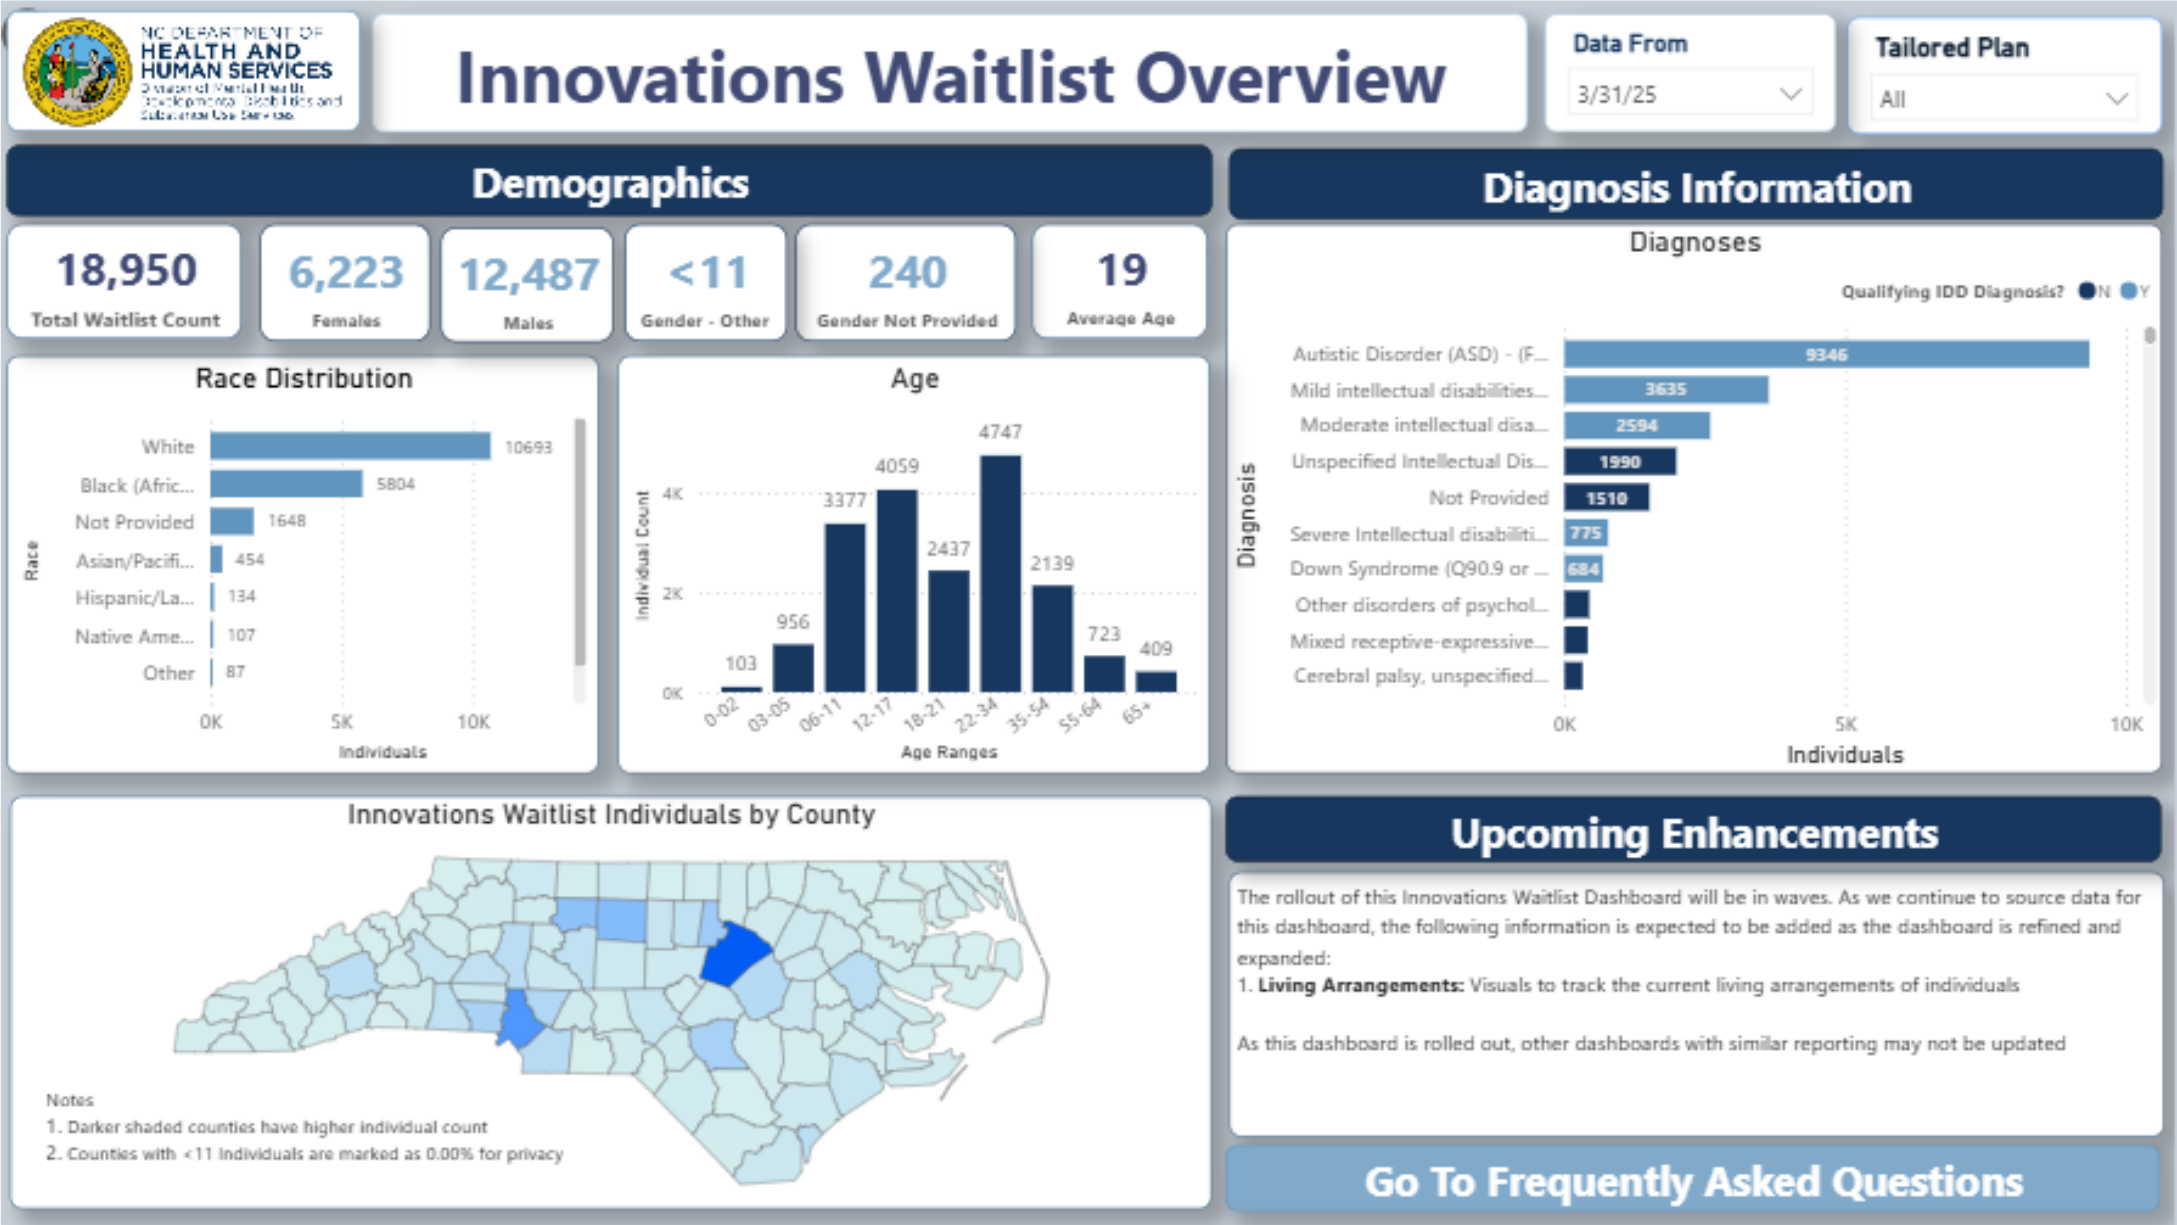 NC DEPARTMENT OF
HEALTH AND
HUMAN SERVICES
Division of Mental Health,
Developmental Disabilities and
Substance Use Services
Innovations Waitlist Overview
Data From
3/31/25
Tailored Plan
All
Demographics
18,950
Total Waitlist Count
6,223
Females
12,487
Males
<11
Gender - Other
240
Gender Not Provided
19
Average Age
Race Distribution
Race
White 10693
Black (Afric... 5804
Not Provided 1648
Asian/Pacifi... 454
Hispanic/La... 134
Native Ame... 107
Other 87
0K 5K 10K
Individuals
Age
Individual Count
4K
2K
0K
103
956
3377
4059
2437
4747
2139
723
409
0-02 03-05 06-11 12-17 18-21 22-34 35-54 55-64 65+
Age Ranges
Diagnosis Information
Diagnoses
Qualifying IDD Diagnosis? N Y
Diagnosis
Autistic Disorder (ASD) - (F... 9346
Mild intellectual disabilities... 3635
Moderate intellectual disa... 2594
Unspecified Intellectual Dis... 1990
Not Provided 1510
Severe Intellectual disabiliti... 775
Down Syndrome (Q90.9 or ... 684
Other disorders of psychol...
Mixed receptive-expressive...
Cerebral palsy, unspecified...
0K 5K 10K
Individuals
Innovations Waitlist Individuals by County
Notes
1. Darker shaded counties have higher individual count
2. Counties with <11 Individuals are marked as 0.00% for privacy
Upcoming Enhancements
The rollout of this Innovations Waitlist Dashboard will be in waves. As we continue to source data for
this dashboard, the following information is expected to be added as the dashboard is refined and
expanded:
1. Living Arrangements: Visuals to track the current living arrangements of individuals
As this dashboard is rolled out, other dashboards with similar reporting may not be updated
Go To Frequently Asked Questions